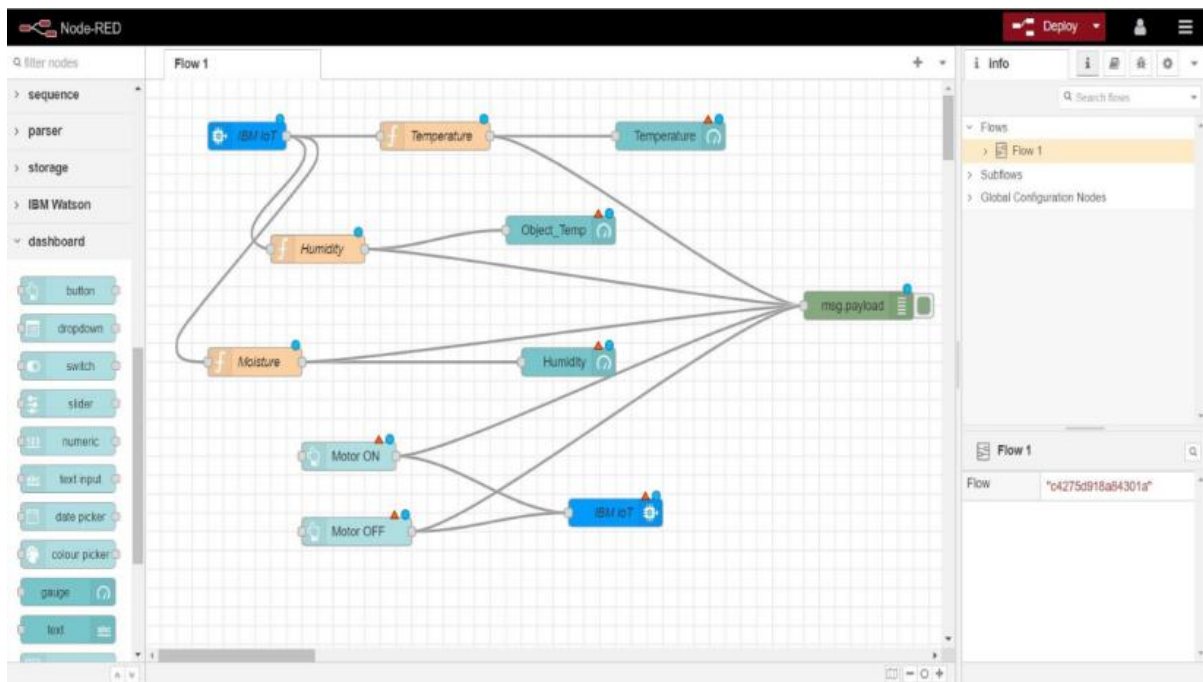 Node-RED
Deploy
filter nodes
sequence
parser
storage
IBM Watson
dashboard
button
dropdown
switch
slider
numeric
text input
date picker
colour picker
gauge
text
abc
Flow 1
IBM IoT
Temperature
Temperature
Object_Temp
Humidity
msg.payload
Moisture
Humidity
Motor ON
IBM IoT
Motor OFF
i info
i
Search flows
Flows
Flow 1
Subflows
Global Configuration Nodes
Flow 1
Flow "c4275d918a84301a"